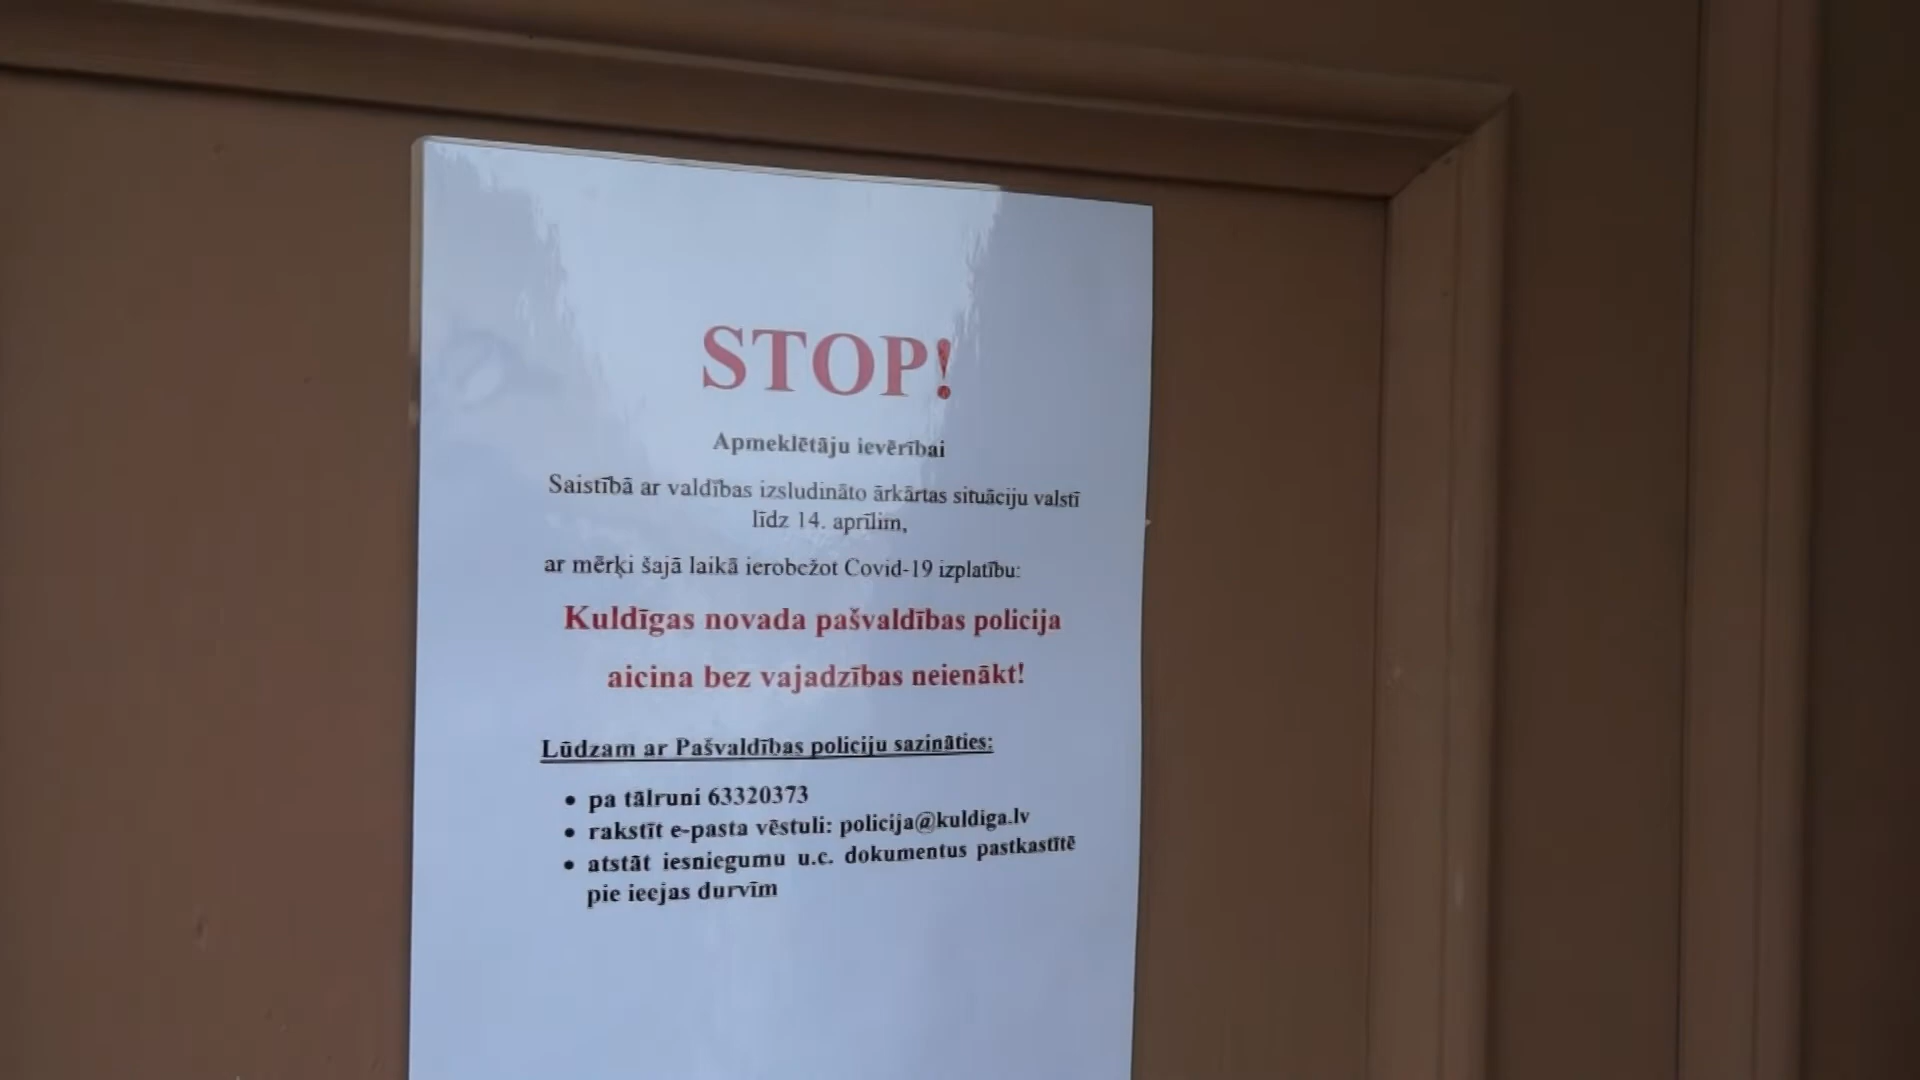 STOP!
Apmeklētāju ievērībai
Saistībā ar valdības izsludināto ārkārtas situāciju valstī
līdz 14. aprīlim,
ar mērķi šajā laikā ierobežot Covid-19 izplatību:
Kuldīgas novada pašvaldības policija
aicina bez vajadzības neienākt!
Lūdzam ar Pašvaldības policiju sazināties:
• pa tālruni 63320373
• rakstīt e-pasta vēstuli: policija@kuldiga.lv
• atstāt iesniegumu u.c. dokumentus pastkastītē
pie ieejas durvīm